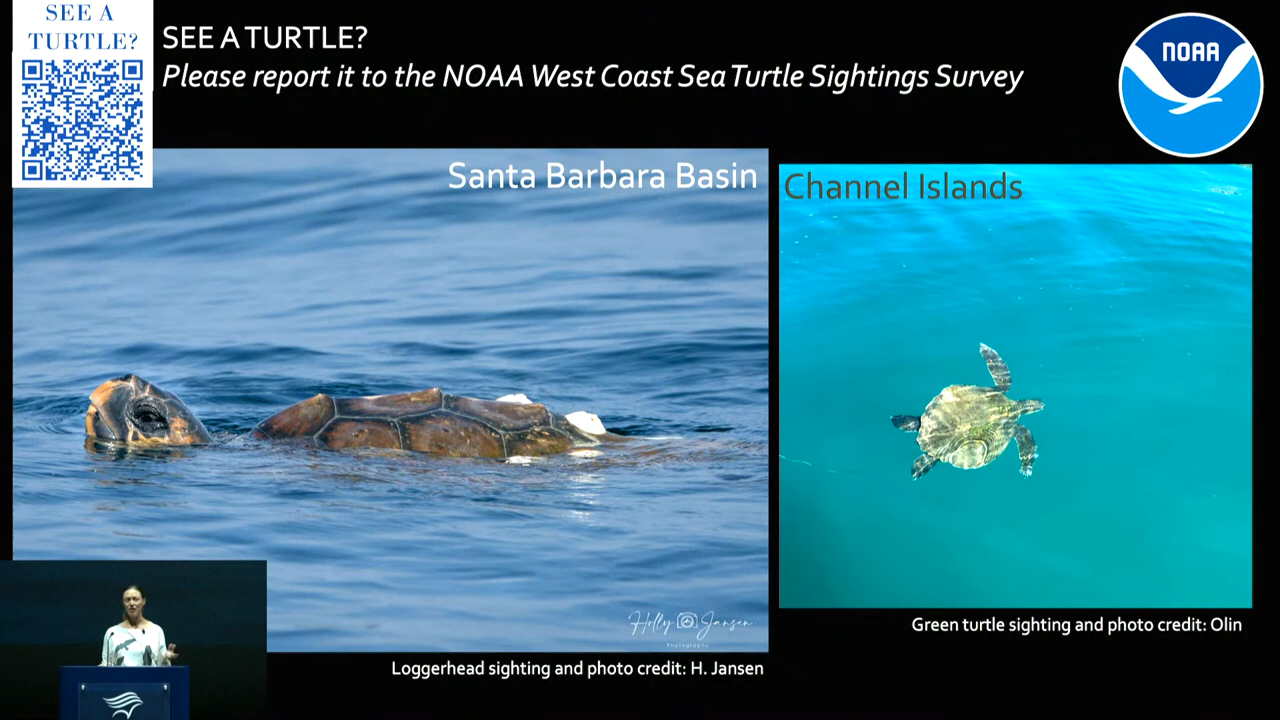 SEE A
TURTLE?
SEE A TURTLE?
Please report it to the NOAA West Coast Sea Turtle Sightings Survey
NOAA
Santa Barbara Basin
Channel Islands
Holly Jansen
Photography
Green turtle sighting and photo credit: Olin
Loggerhead sighting and photo credit: H. Jansen